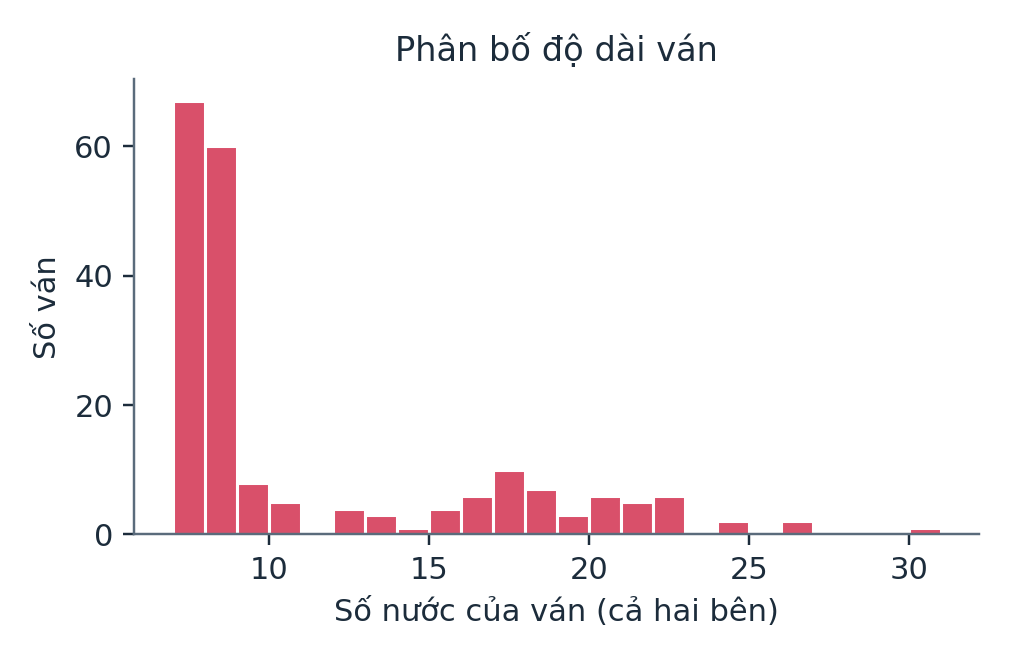 Phân bố độ dài ván
Số ván
60
40
20
0
10 15 20 25 30
Số nước của ván (cả hai bên)